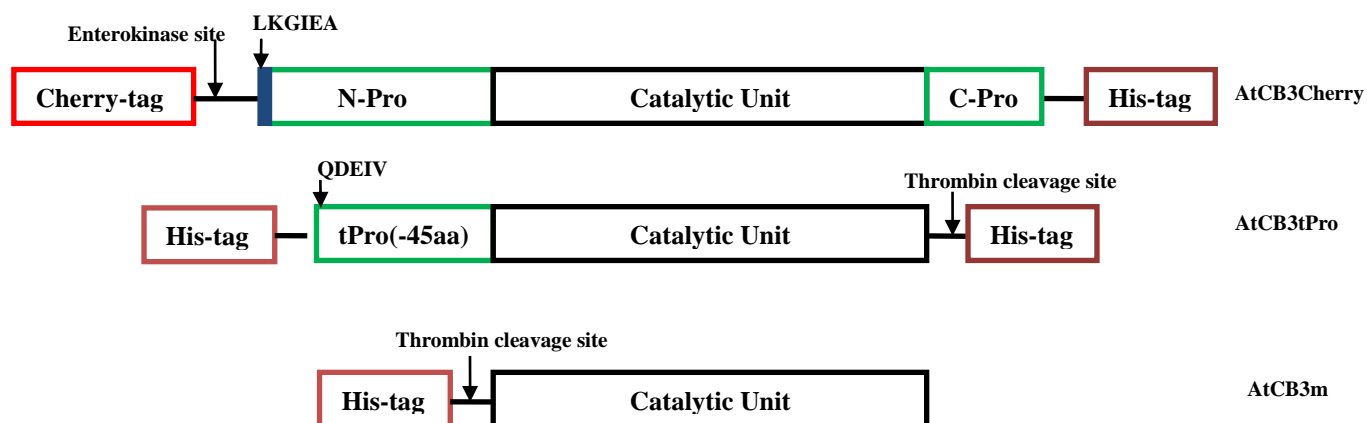 LKGIEA
Enterokinase site
Cherry-tag
N-Pro
Catalytic Unit
C-Pro
His-tag
AtCB3Cherry
QDEIV
Thrombin cleavage site
His-tag
tPro(-45aa)
Catalytic Unit
His-tag
AtCB3tPro
Thrombin cleavage site
His-tag
Catalytic Unit
AtCB3m